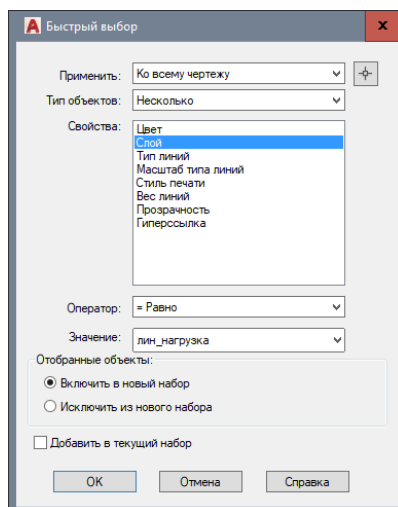 Быстрый выбор
x
Применить: Ко всему чертежу
Тип объектов: Несколько
Свойства: Цвет
Слой
Тип линий
Масштаб типа линий
Стиль печати
Вес линий
Прозрачность
Гиперссылка
Оператор: = Равно
Значение: лин_нагрузка
Отобранные объекты:
Включить в новый набор
Исключить из нового набора
Добавить в текущий набор
ОК Отмена Справка